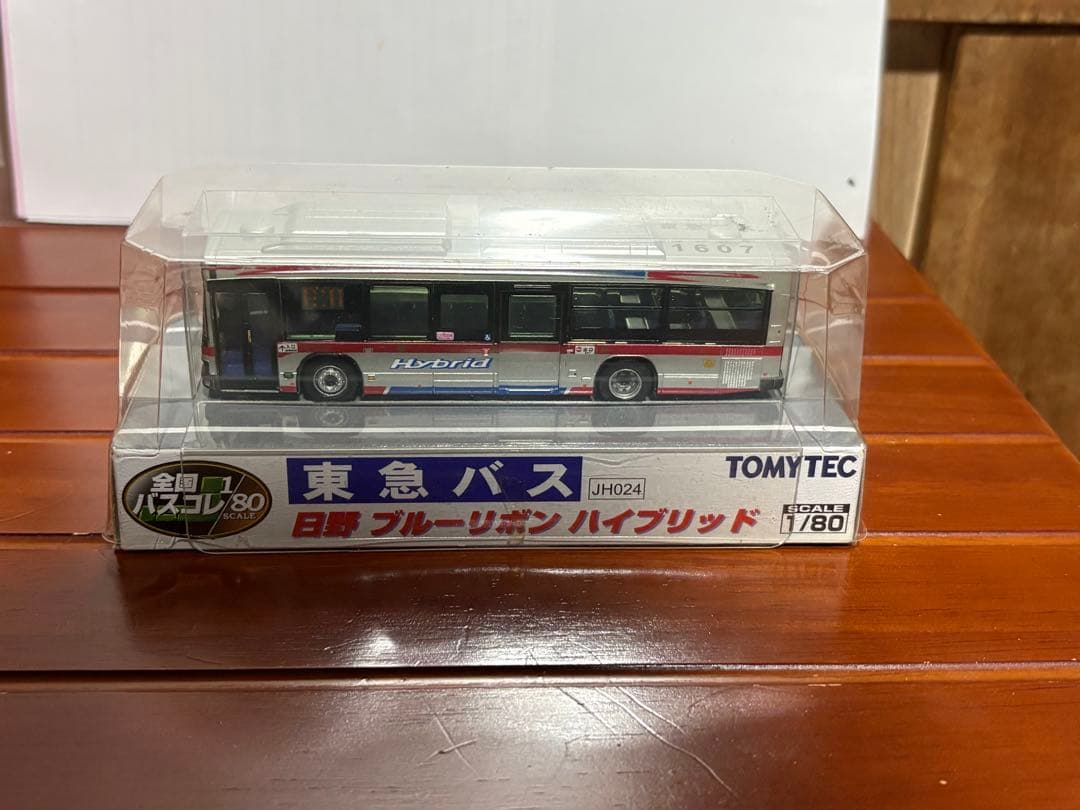 1607
Hybrid
東急バス
JH024
TOMYTEC
全国
バスコレ
1/80
SCALE
日野 ブルーリボン ハイブリッド
SCALE
1/80